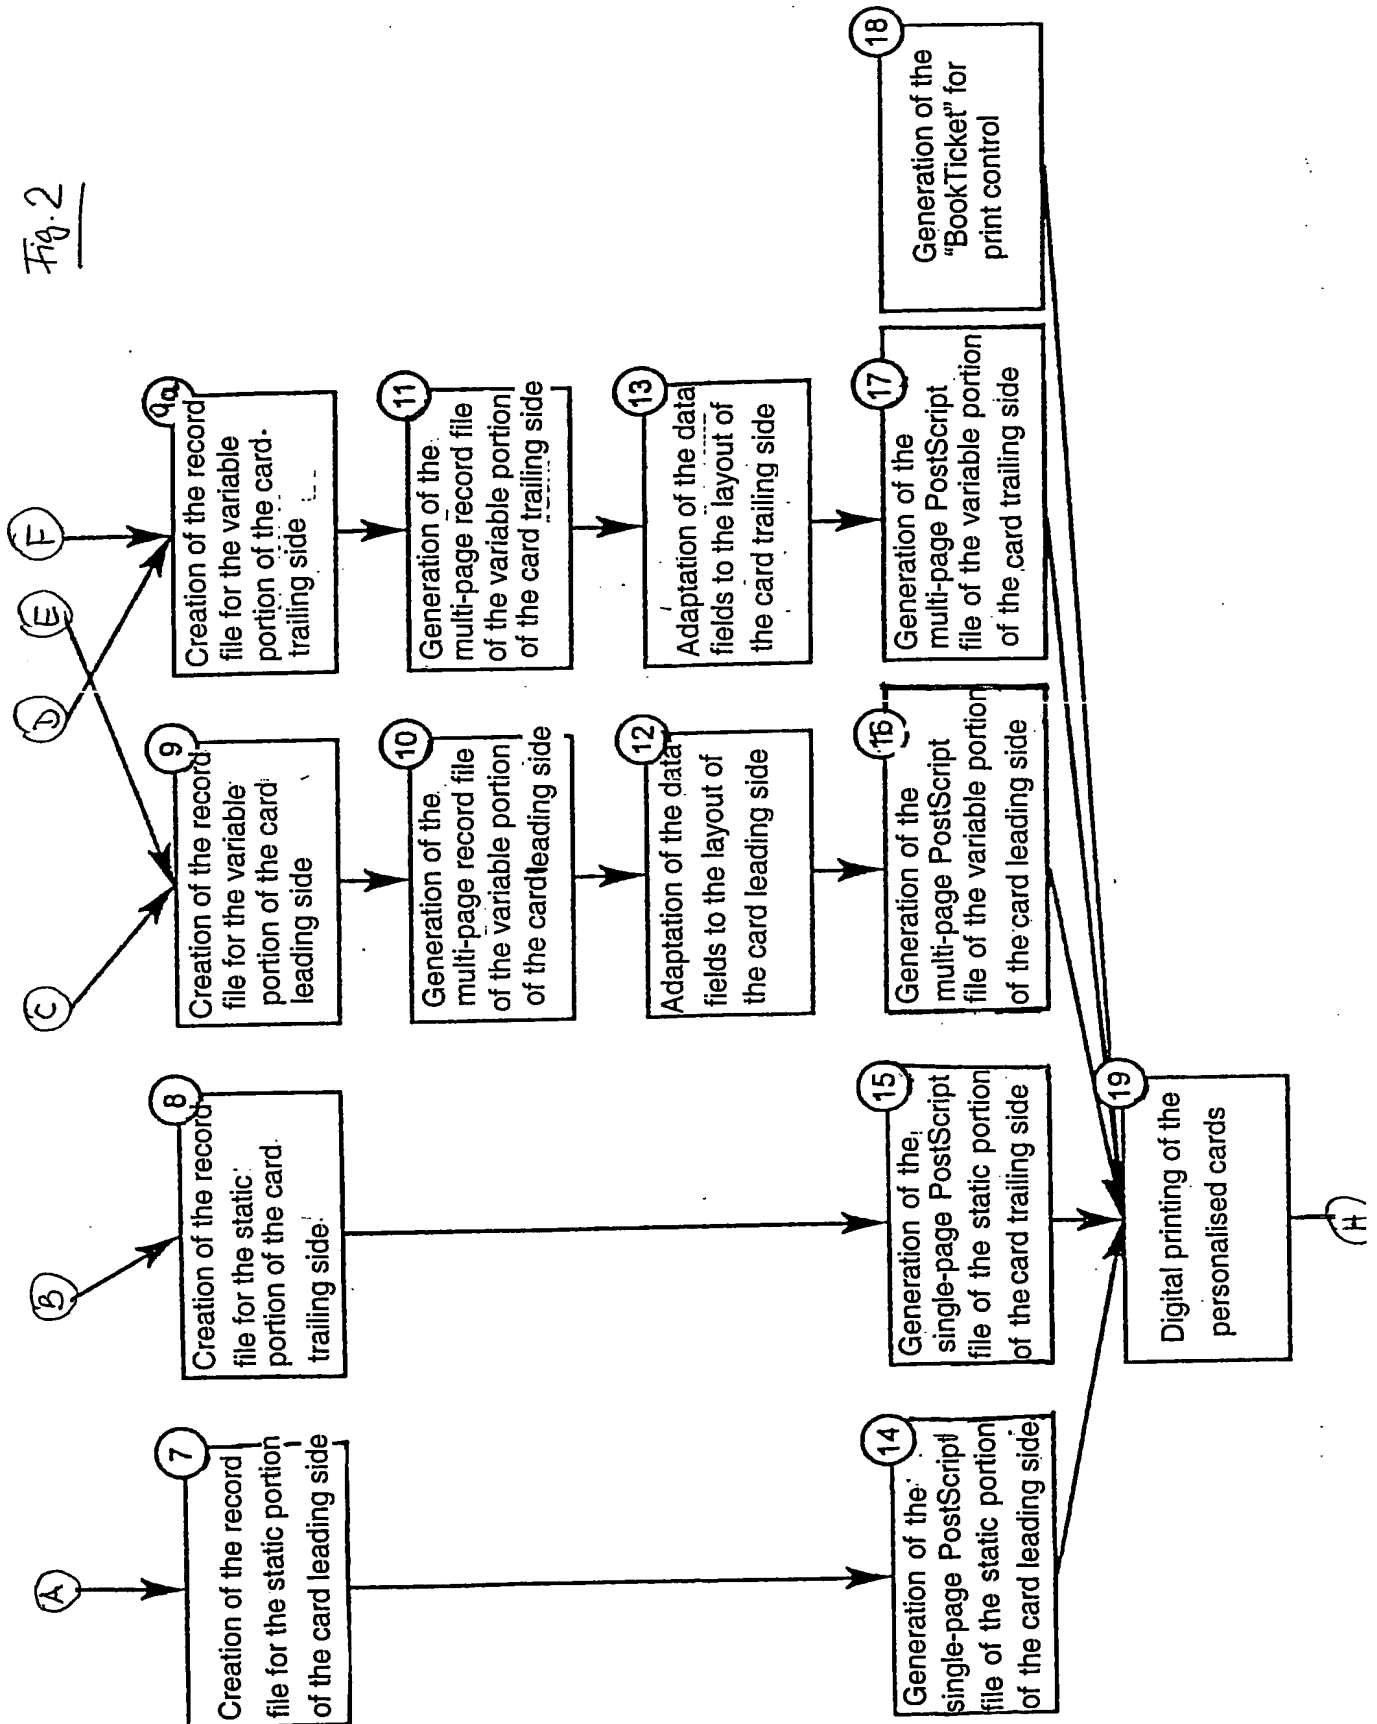 Fig. 2
A
B
C
D
E
F
7
Creation of the record
file for the static portion
of the card leading side
8
Creation of the record
file for the static
portion of the card
trailing side
9
Creation of the record
file for the variable
portion of the card
leading side
9a
Creation of the record
file for the variable
portion of the card-
trailing side
10
Generation of the
multi-page record file
of the variable portion
of the card leading side
11
Generation of the
multi-page record file
of the variable portion
of the card trailing side
12
Adaptation of the data
fields to the layout of
the card leading side
13
Adaptation of the data
fields to the layout of
the card trailing side
14
Generation of the
single-page PostScript
file of the static portion
of the card leading side
15
Generation of the
single-page PostScript
file of the static portion
of the card trailing side
16
Generation of the
multi-page PostScript
file of the variable portion
of the card leading side
17
Generation of the
multi-page PostScript
file of the variable portion
of the card trailing side
18
Generation of the
"BookTicket" for
print control
19
Digital printing of the
personalised cards
H